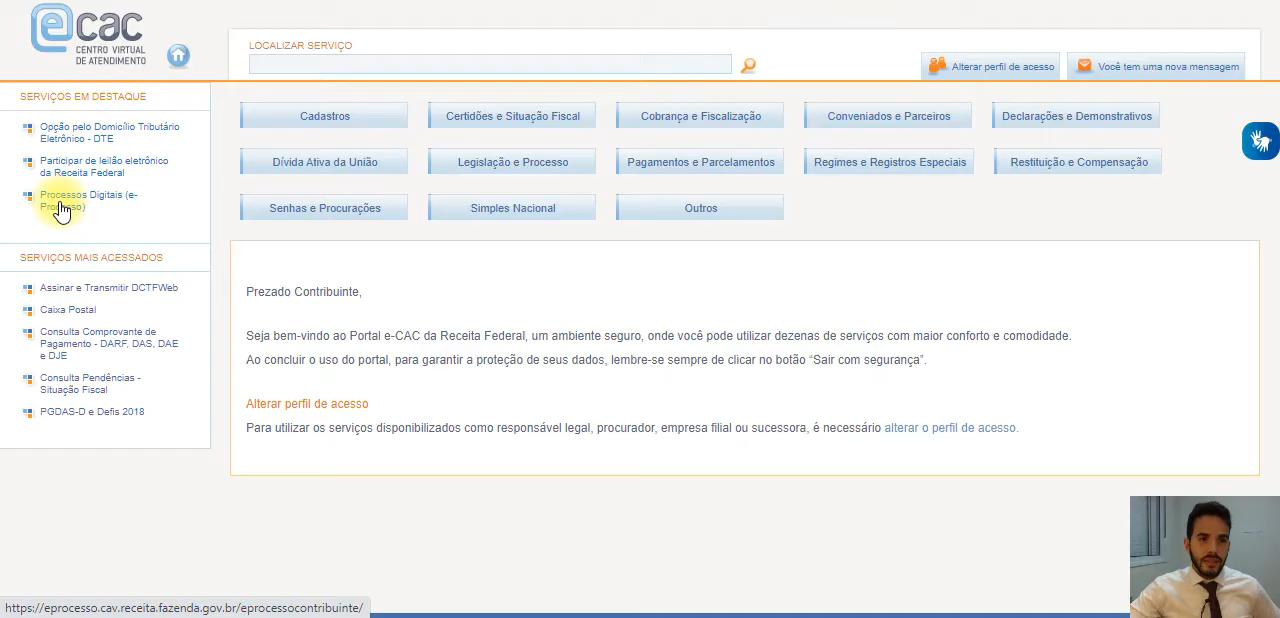 ecac
CENTRO VIRTUAL
DE ATENDIMENTO
LOCALIZAR SERVIÇO
Alterar perfil de acesso
Você tem uma nova mensagem
SERVIÇOS EM DESTAQUE
Opção pelo Domicílio Tributário
Eletrônico - DTE
Participar de leilão eletrônico
da Receita Federal
Processos Digitais (e-
Processo)
SERVIÇOS MAIS ACESSADOS
Assinar e Transmitir DCTFWeb
Caixa Postal
Consulta Comprovante de
Pagamento - DARF, DAS, DAE
e DJE
Consulta Pendências -
Situação Fiscal
PGDAS-D e Defis 2018
Cadastros
Certidões e Situação Fiscal
Cobrança e Fiscalização
Conveniados e Parceiros
Declarações e Demonstrativos
Dívida Ativa da União
Legislação e Processo
Pagamentos e Parcelamentos
Regimes e Registros Especiais
Restituição e Compensação
Senhas e Procurações
Simples Nacional
Outros
Prezado Contribuinte,
Seja bem-vindo ao Portal e-CAC da Receita Federal, um ambiente seguro, onde você pode utilizar dezenas de serviços com maior conforto e comodidade.
Ao concluir o uso do portal, para garantir a proteção de seus dados, lembre-se sempre de clicar no botão “Sair com segurança”.
Alterar perfil de acesso
Para utilizar os serviços disponibilizados como responsável legal, procurador, empresa filial ou sucessora, é necessário alterar o perfil de acesso.
https://eprocesso.cav.receita.fazenda.gov.br/eprocessocontribuinte/